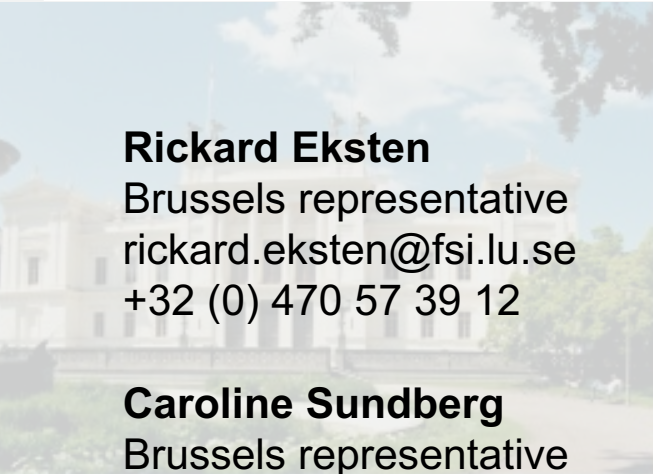 Rickard Eksten
Brussels representative
rickard.eksten@fsi.lu.se
+32 (0) 470 57 39 12
Caroline Sundberg
Brussels representative